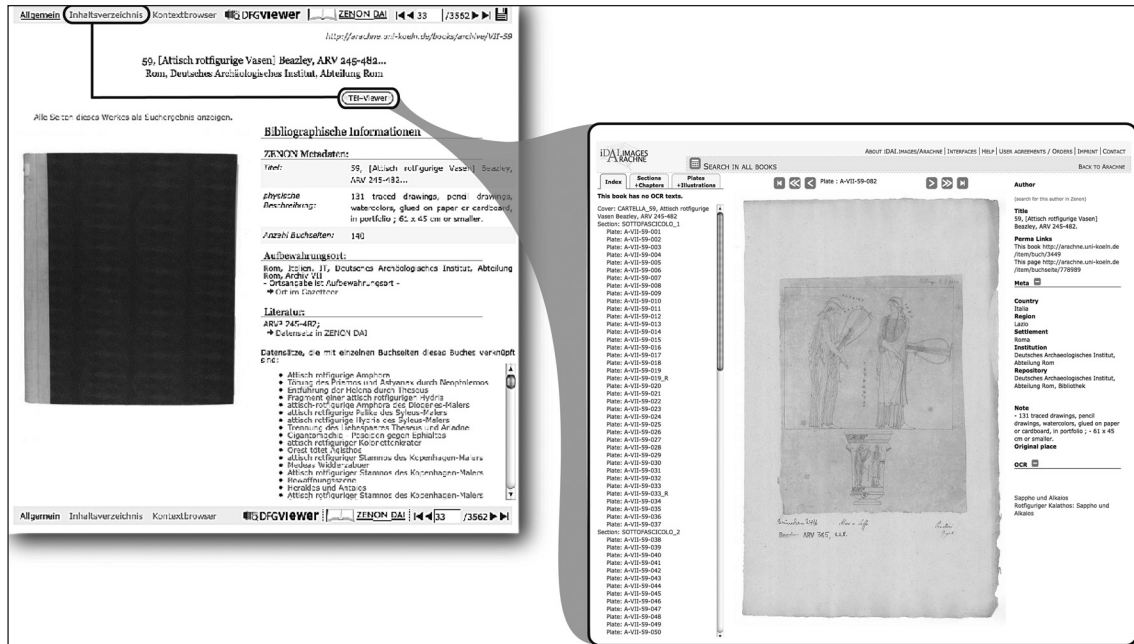 Allgemein Inhaltsverzeichnis Kontextbrowser DFGviewer ZENON DAI 33 /3562
http://arachne.uni-koeln.de/books/archive/VII-59
59, [Attisch rotfigurige Vasen] Beazley, ARV 245-482...
Rom, Deutsches Archäologisches Institut, Abteilung Rom
TEI-Viewer
Alle Seiten dieses Werkes als Suchergebnis anzeigen.
Bibliographische Informationen
ZENON Metadaten:
Titel: 59, [Attisch rotfigurige Vasen] Beazley,
ARV 245-482...
physische
Beschreibung: 131 traced drawings, pencil drawings,
watercolors, glued on paper or cardboard,
in portfolio ; 61 x 45 cm or smaller.
Anzahl Buchseiten: 140
Aufbewahrungsort:
Rom, Italien, IT, Deutsches Archäologisches Institut, Abteilung
Rom, Archiv VII
- Ortsangabe ist Aufbewahrungsort -
Ort im Gazetteer
Literatur:
ARV² 245-482;
Datensatz in ZENON DAI
Datensätze, die mit einzelnen Buchseiten dieses Buches verknüpft
sind:
Attisch rotfigurige Amphora
Tötung des Priamos und Astyanax durch Neoptolemos
Entführung der Helena durch Theseus
Fragment einer attisch rotfigurigen Hydria
attisch-rotfigurige Amphora des Diogenes-Malers
attisch rotfigurige Pelike des Syleus-Malers
attisch rotfigurige Hydria des Syleus-Malers
Trennung des Liebespaares Theseus und Ariadne
Gigantomachie - Poseidon gegen Ephialtes
attisch rotfiguriger Kolonettenkrater
Orest tötet Agisthos
attisch rotfiguriger Stamnos des Kopenhagen-Malers
Medeas Widderzauber
Attisch rotfiguriger Stamnos des Kopenhagen-Malers
Bewaffnungsszene
Herakles und Antaios
Attisch rotfiguriger Stamnos des Kopenhagen-Malers
Allgemein Inhaltsverzeichnis Kontextbrowser DFGviewer ZENON DAI 33 /3562
iDAI.IMAGES
ARACHNE
ABOUT IDAI.IMAGES/ARACHNE | INTERFACES | HELP | USER AGREEMENTS / ORDERS | IMPRINT | CONTACT
SEARCH IN ALL BOOKS
BACK TO ARACHNE
Index Sections
+Chapters Plates
+Illustrations
Plate : A-VII-59-082
This book has no OCR texts.
Cover: CARTELLA_59, Attisch rotfigurige
Vasen Beazley, ARV 245-482
Section: SOTTOFASCICOLO_1
Plate: A-VII-59-001
Plate: A-VII-59-002
Plate: A-VII-59-003
Plate: A-VII-59-004
Plate: A-VII-59-005
Plate: A-VII-59-006
Plate: A-VII-59-007
Plate: A-VII-59-008
Plate: A-VII-59-009
Plate: A-VII-59-010
Plate: A-VII-59-011
Plate: A-VII-59-012
Plate: A-VII-59-013
Plate: A-VII-59-014
Plate: A-VII-59-015
Plate: A-VII-59-016
Plate: A-VII-59-017
Plate: A-VII-59-018
Plate: A-VII-59-019
Plate: A-VII-59-019_R
Plate: A-VII-59-020
Plate: A-VII-59-021
Plate: A-VII-59-022
Plate: A-VII-59-023
Plate: A-VII-59-024
Plate: A-VII-59-025
Plate: A-VII-59-026
Plate: A-VII-59-027
Plate: A-VII-59-028
Plate: A-VII-59-029
Plate: A-VII-59-030
Plate: A-VII-59-031
Plate: A-VII-59-032
Plate: A-VII-59-033
Plate: A-VII-59-033_R
Plate: A-VII-59-034
Plate: A-VII-59-035
Plate: A-VII-59-036
Plate: A-VII-59-037
Section: SOTTOFASCICOLO_2
Plate: A-VII-59-038
Plate: A-VII-59-039
Plate: A-VII-59-040
Plate: A-VII-59-041
Plate: A-VII-59-042
Plate: A-VII-59-043
Plate: A-VII-59-044
Plate: A-VII-59-045
Plate: A-VII-59-046
Plate: A-VII-59-047
Plate: A-VII-59-048
Plate: A-VII-59-049
Plate: A-VII-59-050
Beazley ARV 385, 228.
Author
(search for this author in Zenon)
Title
59, [Attisch rotfigurige Vasen]
Beazley, ARV 245-482.
Perma Links
This book http://arachne.uni-koeln.de
/item/buch/3449
This page http://arachne.uni-koeln.de
/item/buchseite/778989
Meta
Country
Italia
Region
Lazio
Settlement
Roma
Institution
Deutsches Archaeologisches Institut,
Abteilung Rom
Repository
Deutsches Archaeologisches Institut,
Abteilung Rom, Bibliothek
Note
- 131 traced drawings, pencil
drawings, watercolors, glued on paper
or cardboard, in portfolio ; - 61 x 45
cm or smaller.
Original place
OCR
Sappho und Alkaios
Rotfiguriger Kalathos: Sappho und
Alkaios